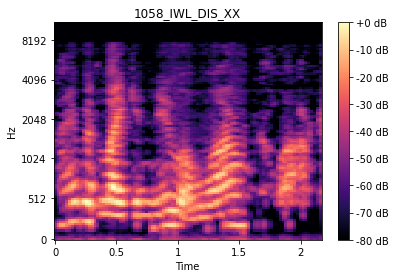 1058_IWL_DIS_XX
Hz
8192
4096
2048
1024
512
0
0
0.5
1
1.5
2
Time
+0 dB
-10 dB
-20 dB
-30 dB
-40 dB
-50 dB
-60 dB
-70 dB
-80 dB